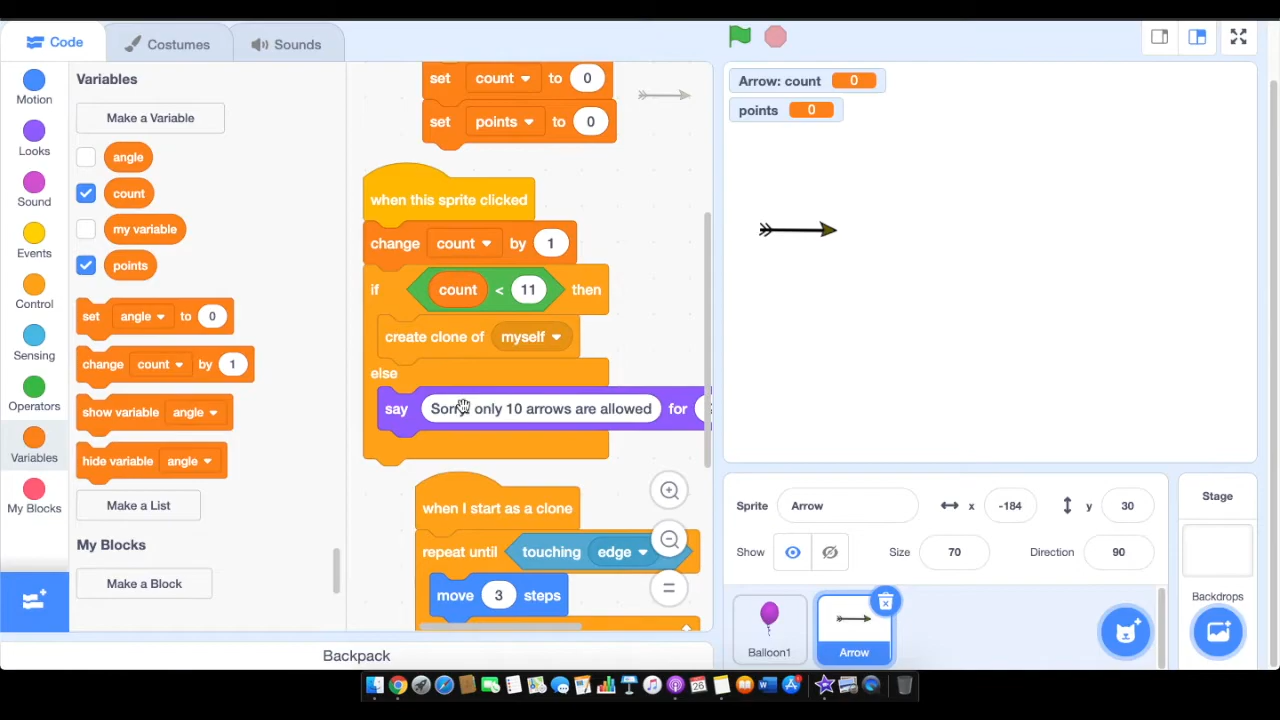 Code
Costumes
Sounds
Motion
Looks
Sound
Events
Control
Sensing
Operators
Variables
My Blocks
Variables
Make a Variable
angle
count
my variable
points
set angle to 0
change count by 1
show variable angle
hide variable angle
Make a List
My Blocks
Make a Block
set count to 0
set points to 0
when this sprite clicked
change count by 1
if count < 11 then
create clone of myself
else
say Sorry only 10 arrows are allowed for
when I start as a clone
repeat until touching edge
move 3 steps
Backpack
Arrow: count 0
points 0
Sprite Arrow x -184 y 30
Show Size 70 Direction 90
Balloon1
Arrow
Stage
Backdrops
26